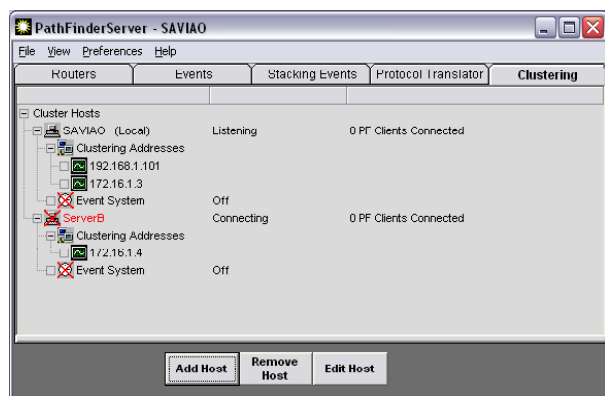 PathFinderServer - SAVIAO
File View Preferences Help
Routers Events Stacking Events Protocol Translator Clustering
Cluster Hosts
SAVIAO (Local) Listening 0 PF Clients Connected
Clustering Addresses
192.168.1.101
172.16.1.3
Event System Off
ServerB Connecting 0 PF Clients Connected
Clustering Addresses
172.16.1.4
Event System Off
Add Host Remove Host Edit Host